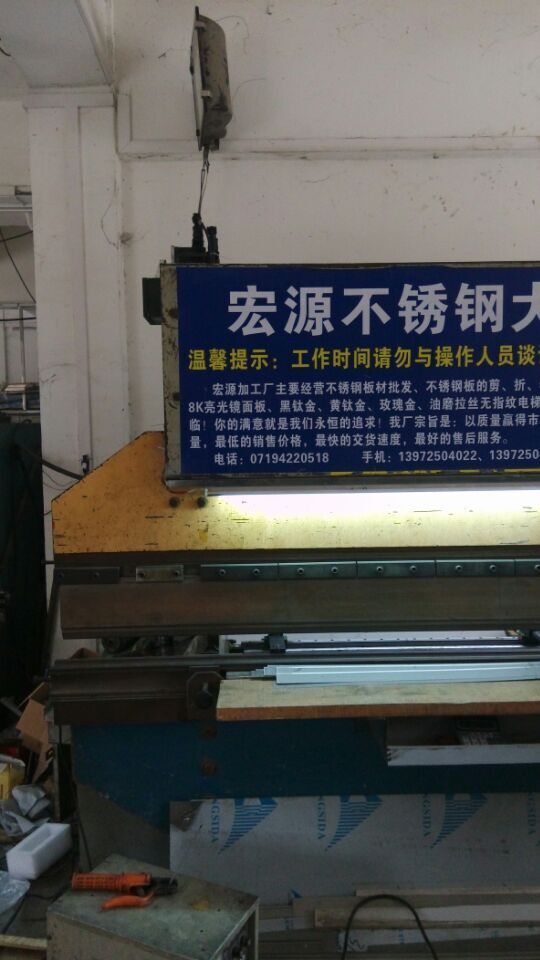 宏源不锈钢大
温馨提示：工作时间请勿与操作人员谈
宏源加工厂主要经营不锈钢板材批发、不锈钢板的剪、折、
8K亮光镜面板、黑钛金、黄钛金、玫瑰金、油磨拉丝无指纹电梯
临！你的满意就是我们永恒的追求！我厂宗旨是：以质量赢得市
量，最低的销售价格，最快的交货速度，最好的售后服务。
电话：07194220518 手机：13972504022、1397250
NGSIDA
NGSIDA